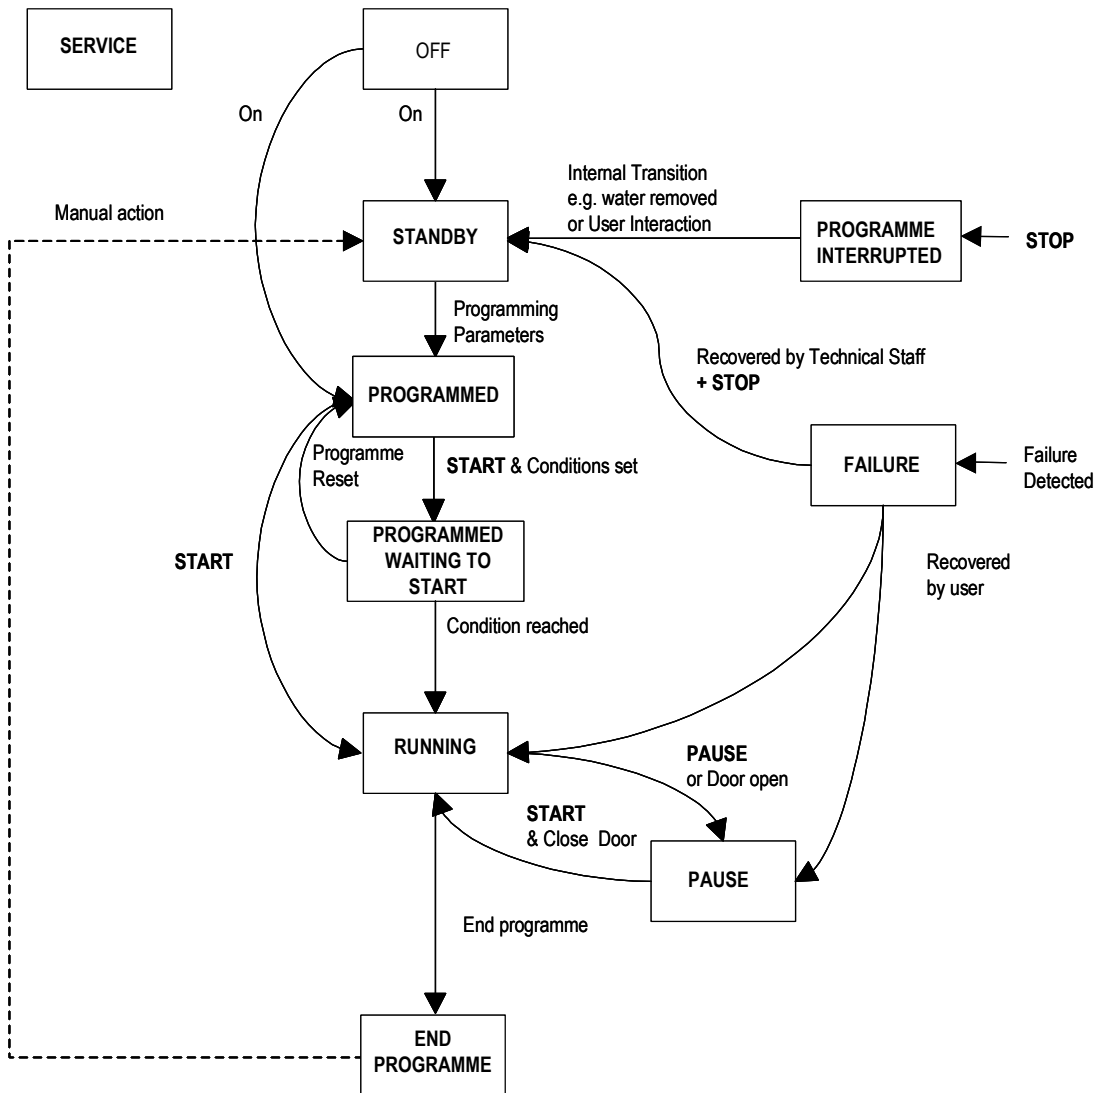 SERVICE
OFF
On
On
Internal Transition
e.g. water removed
or User Interaction
Manual action
STANDBY
PROGRAMME
INTERRUPTED
STOP
Programming
Parameters
Recovered by Technical Staff
+ STOP
PROGRAMMED
Programme
Reset
START & Conditions set
FAILURE
Failure
Detected
PROGRAMMED
WAITING TO
START
START
Recovered
by user
Condition reached
RUNNING
PAUSE
or Door open
START
& Close Door
PAUSE
End programme
END
PROGRAMME